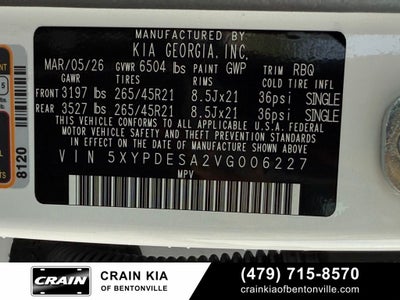 MANUFACTURED BY
KIA GEORGIA, INC.
MAR/05/26 GVWR 6504 lbs PAINT GWP TRIM RBQ
GAWR TIRES RIMS COLD TIRE INFL
FRONT 3197 lbs 265/45R21 8.5Jx21 36psi SINGLE
REAR 3527 lbs 265/45R21 8.5Jx21 36psi SINGLE
THIS VEHICLE CONFORMS TO ALL APPLICABLE U.S. FEDERAL
MOTOR VEHICLE SAFETY AND THEFT PREVENTION STANDARDS
IN EFFECT ON THE DATE OF MANUFACTURE SHOWN ABOVE
VIN 5XYPDESA2VG006227
MPV
8120
5
CRAIN
CRAIN KIA
OF BENTONVILLE
(479) 715-8570
crainkiaofbentonville.com